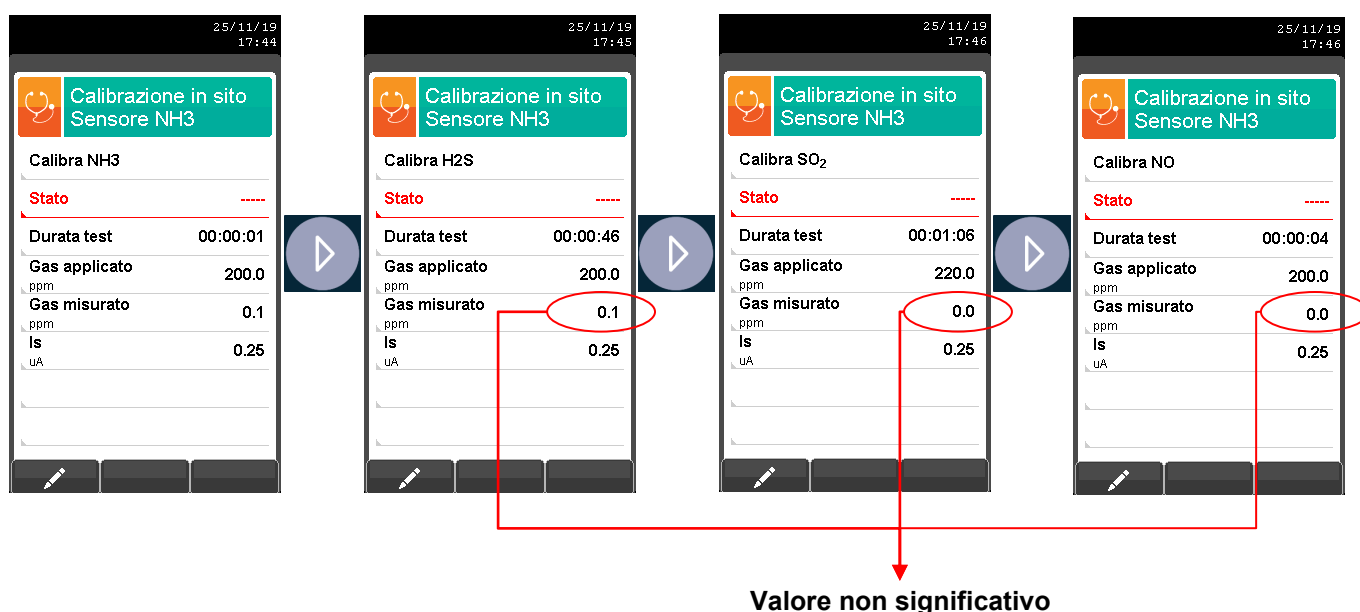 25/11/19
17:44
Calibrazione in sito
Sensore NH3
Calibra NH3
Stato -----
Durata test 00:00:01
Gas applicato 200.0
ppm
Gas misurato 0.1
ppm
Is 0.25
uA
25/11/19
17:45
Calibrazione in sito
Sensore NH3
Calibra H2S
Stato -----
Durata test 00:00:46
Gas applicato 200.0
ppm
Gas misurato 0.1
ppm
Is 0.25
uA
25/11/19
17:46
Calibrazione in sito
Sensore NH3
Calibra SO₂
Stato -----
Durata test 00:01:06
Gas applicato 220.0
ppm
Gas misurato 0.0
ppm
Is 0.25
uA
25/11/19
17:46
Calibrazione in sito
Sensore NH3
Calibra NO
Stato -----
Durata test 00:00:04
Gas applicato 200.0
ppm
Gas misurato 0.0
ppm
Is 0.25
uA
Valore non significativo